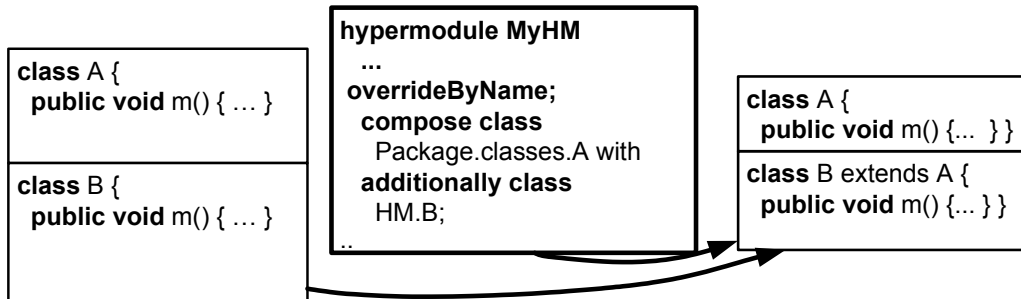 class A {
public void m() { … }
class B {
public void m() { … }
hypermodule MyHM
...
overrideByName;
compose class
Package.classes.A with
additionally class
HM.B;
..
class A {
public void m() {... } }
class B extends A {
public void m() {... } }